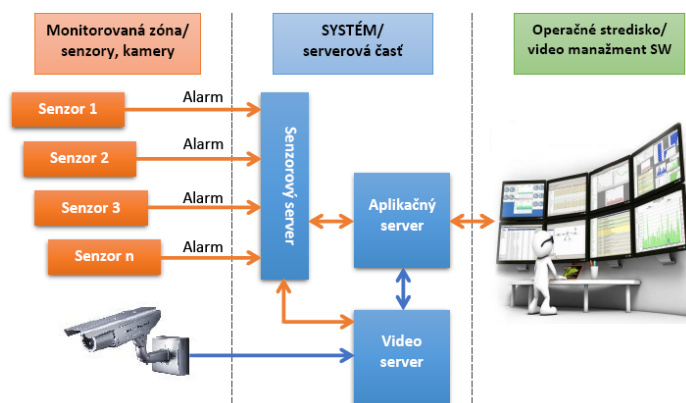 Monitorovaná zóna/
senzory, kamery
SYSTÉM/
serverová časť
Operačné stredisko/
video manažment SW
Senzor 1
Alarm
Senzor 2
Alarm
Senzor 3
Alarm
Senzor n
Alarm
Senzorový server
Aplikačný
server
Video
server